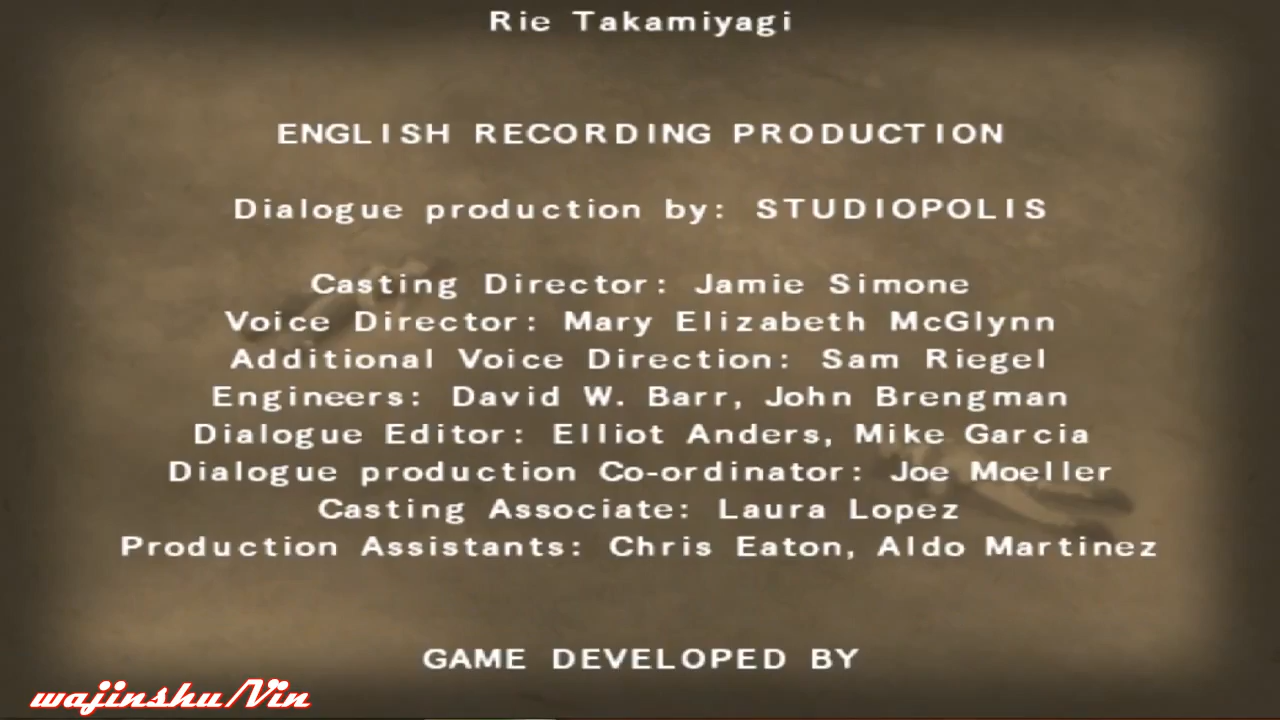 Rie Takamiyagi
ENGLISH RECORDING PRODUCTION
Dialogue production by: STUDIOPOLIS
Casting Director: Jamie Simone
Voice Director: Mary Elizabeth McGlynn
Additional Voice Direction: Sam Riegel
Engineers: David W. Barr, John Brengman
Dialogue Editor: Elliot Anders, Mike Garcia
Dialogue production Co-ordinator: Joe Moeller
Casting Associate: Laura Lopez
Production Assistants: Chris Eaton, Aldo Martinez
GAME DEVELOPED BY
wajinshu/Vin